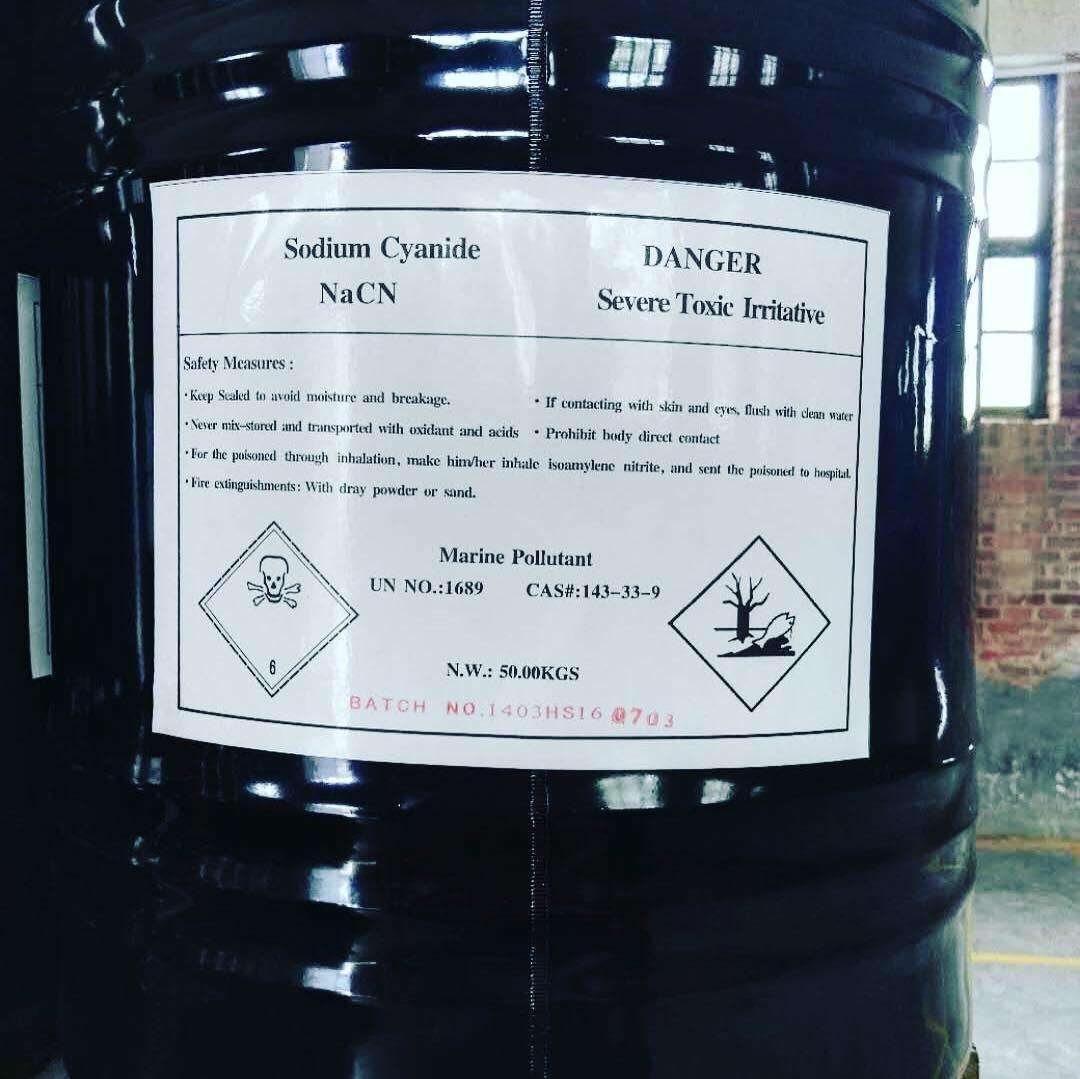 Sodium Cyanide
NaCN
DANGER
Severe Toxic Irritative
Safety Measures :
·Keep Sealed to avoid moisture and breakage.
·If contacting with skin and eyes, flush with clean water
·Never mix-stored and transported with oxidant and acids
·Prohibit body direct contact
·For the poisoned through inhalation, make him/her inhale isoamylene nitrite, and sent the poisoned to hospital.
·Fire extinguishments: With dray powder or sand.
Marine Pollutant
UN NO.:1689 CAS#:143-33-9
6
N.W.: 50.00KGS
BATCH NO.1403HS160703